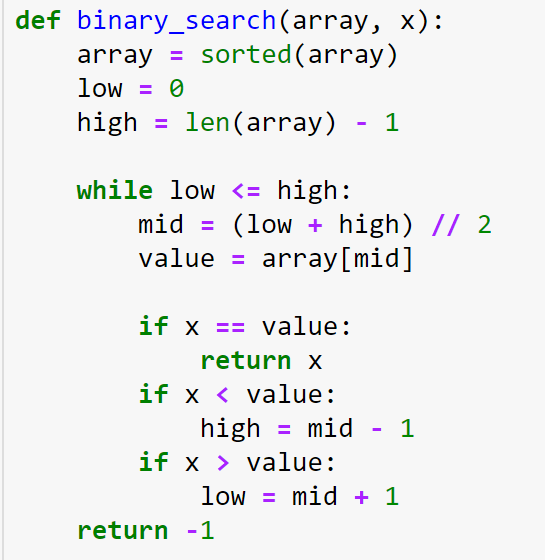 def binary_search(array, x):
    array = sorted(array)
    low = 0
    high = len(array) - 1

    while low <= high:
        mid = (low + high) // 2
        value = array[mid]

        if x == value:
            return x
        if x < value:
            high = mid - 1
        if x > value:
            low = mid + 1
    return -1